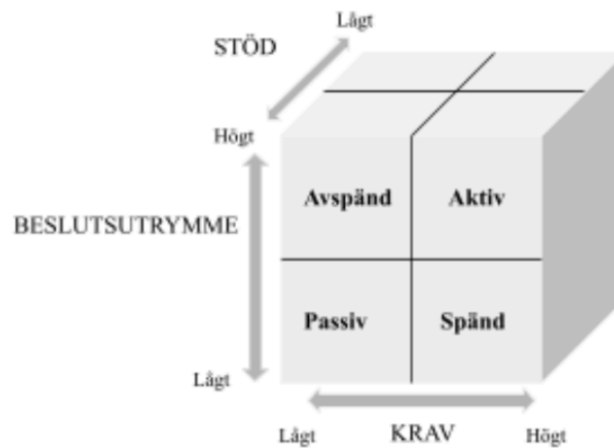 Lågt
STÖD
Högt
Avspänd Aktiv
BESLUTSUTRYMME
Passiv Spänd
Lågt
Lågt KRAV Högt